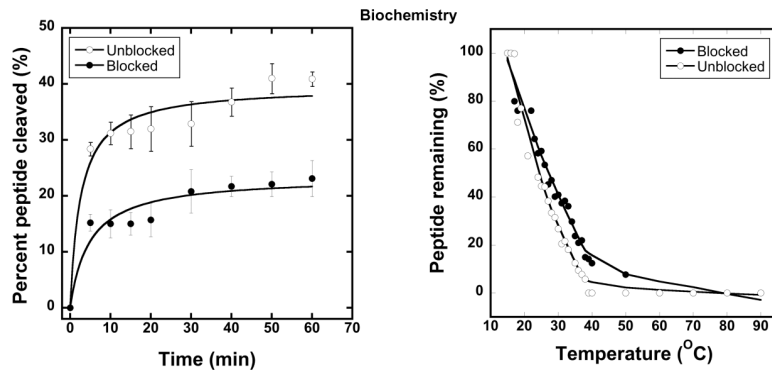 Biochemistry
Percent peptide cleaved (%)
50
40
30
20
10
0
Unblocked
Blocked
0 10 20 30 40 50 60 70
Time (min)
Peptide remaining (%)
100
80
60
40
20
0
Blocked
Unblocked
10 20 30 40 50 60 70 80 90
Temperature (°C)